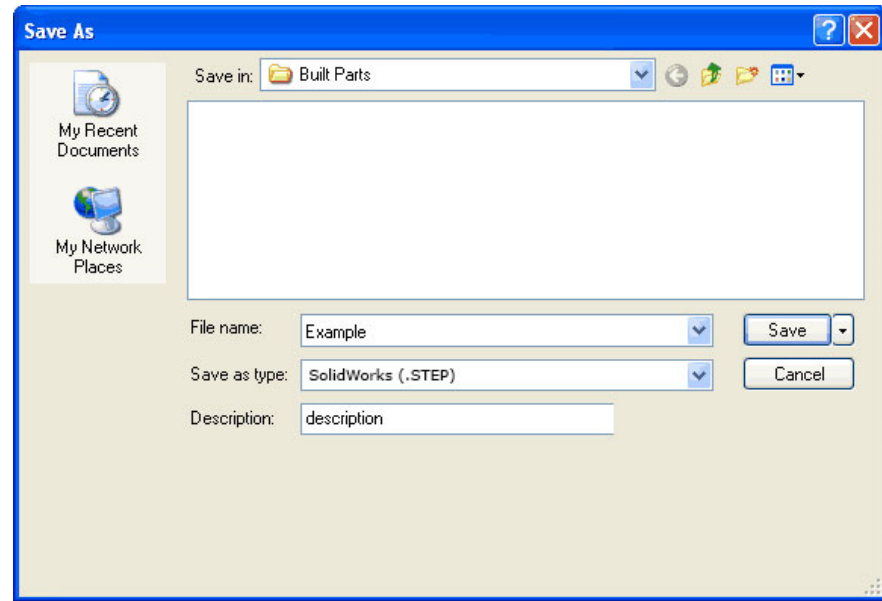 Save As
Save in: Built Parts
My Recent
Documents
My Network
Places
File name: Example Save
Save as type: SolidWorks (.STEP) Cancel
Description: description